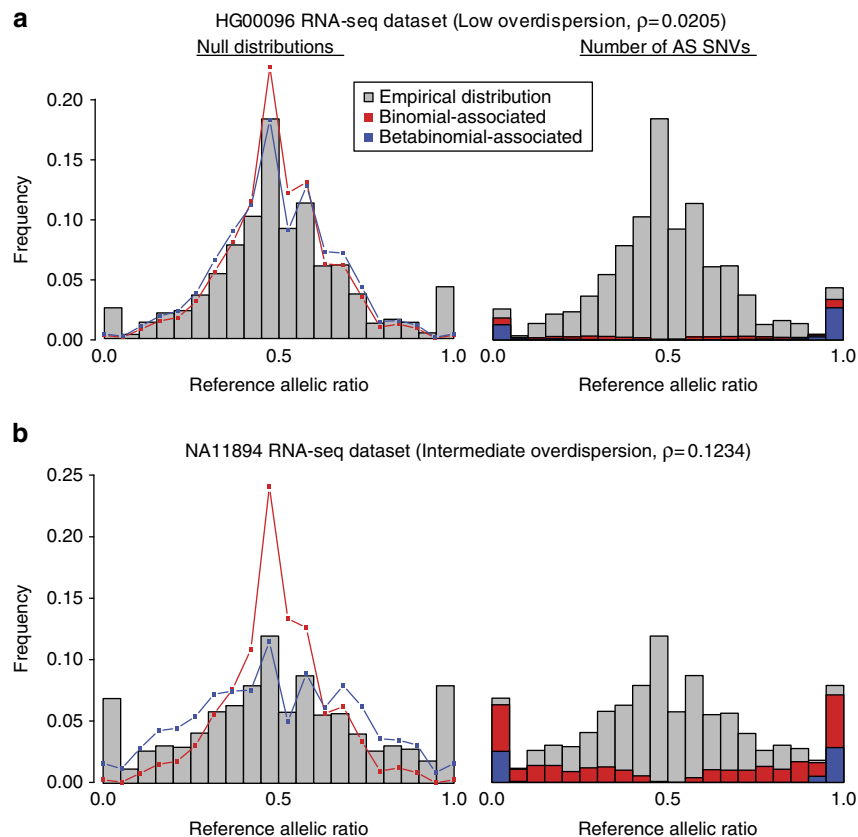 a
HG00096 RNA-seq dataset (Low overdispersion, ρ=0.0205)
Null distributions
Number of AS SNVs
Empirical distribution
Binomial-associated
Betabinomial-associated
Frequency
0.20
0.15
0.10
0.05
0.00
0.0 0.5 1.0
Reference allelic ratio
0.0 0.5 1.0
Reference allelic ratio
b
NA11894 RNA-seq dataset (Intermediate overdispersion, ρ=0.1234)
Frequency
0.25
0.20
0.15
0.10
0.05
0.00
0.0 0.5 1.0
Reference allelic ratio
0.0 0.5 1.0
Reference allelic ratio